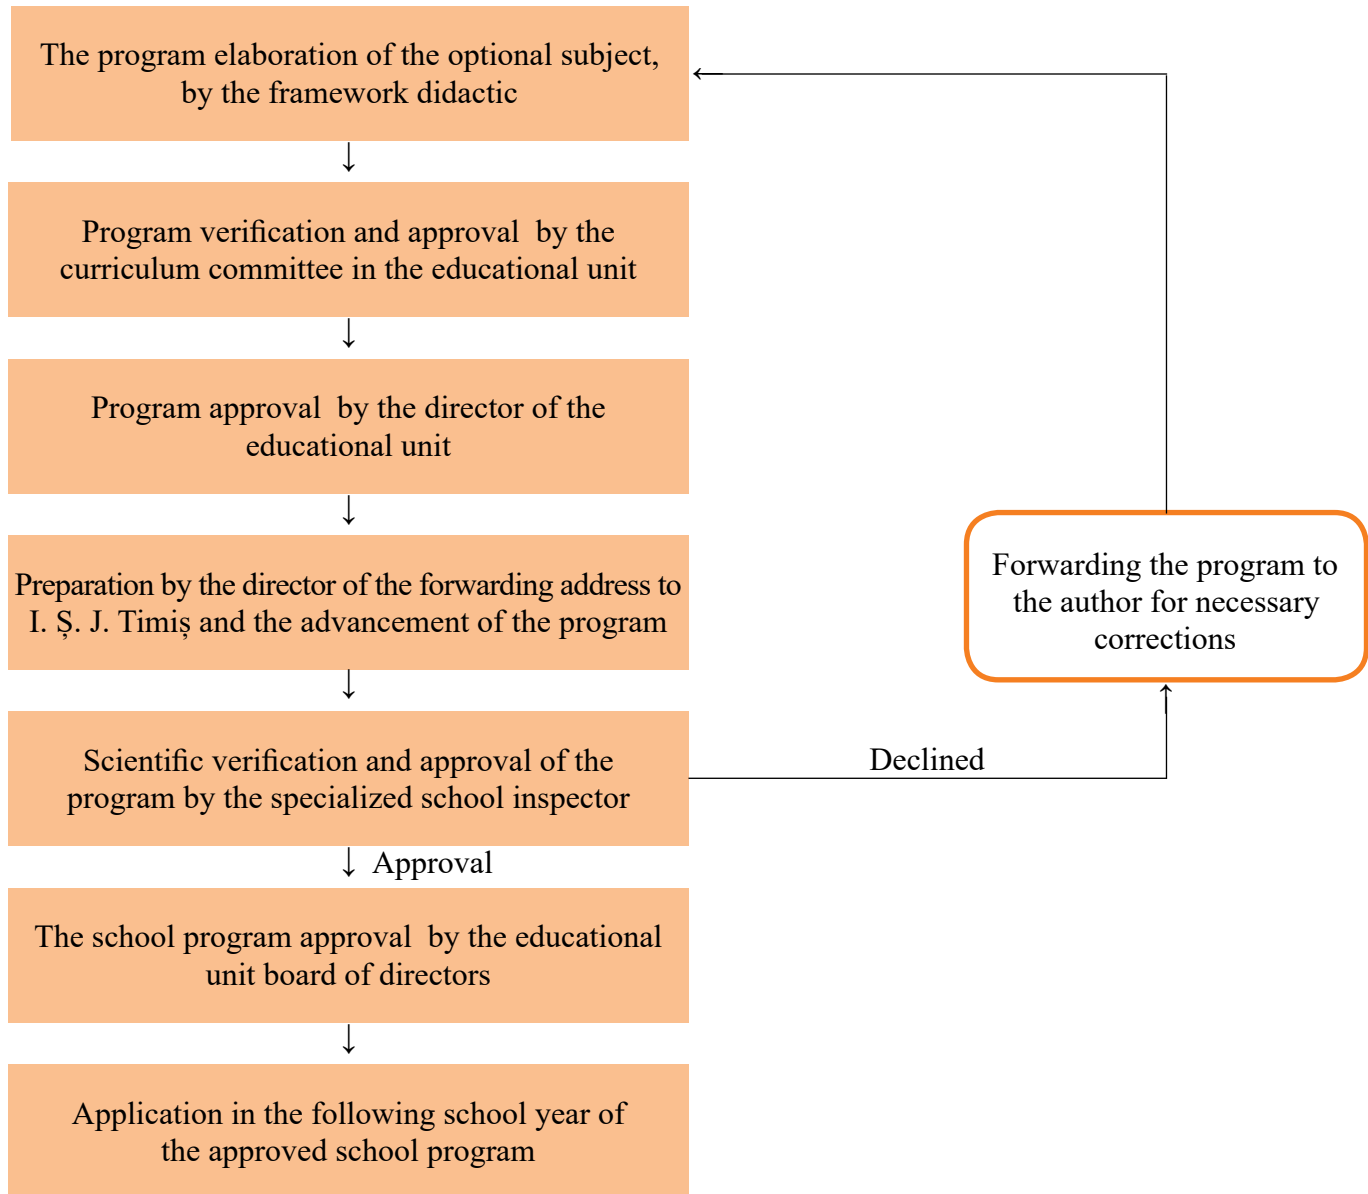 The program elaboration of the optional subject,
by the framework didactic
Program verification and approval by the
curriculum committee in the educational unit
Program approval by the director of the
educational unit
Preparation by the director of the forwarding address to
I. Ș. J. Timiș and the advancement of the program
Forwarding the program to
the author for necessary
corrections
Scientific verification and approval of the
program by the specialized school inspector
Declined
Approval
The school program approval by the educational
unit board of directors
Application in the following school year of
the approved school program